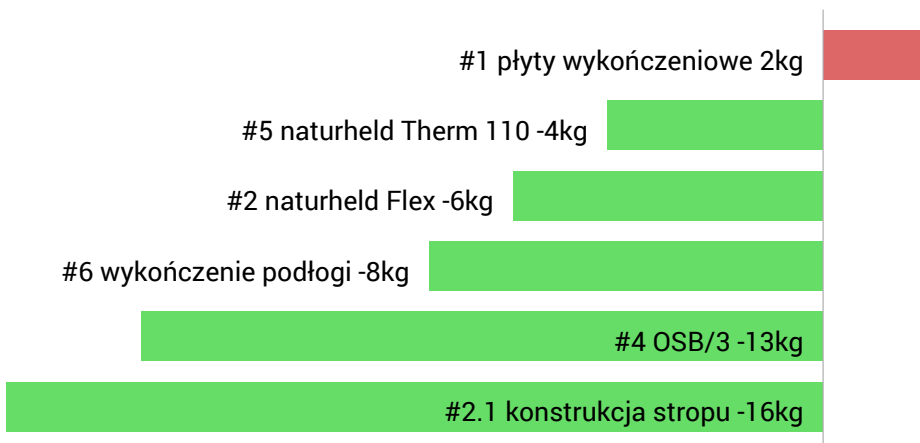 #1 płyty wykończeniowe 2kg
#5 naturheld Therm 110 -4kg
#2 naturheld Flex -6kg
#6 wykończenie podłogi -8kg
#4 OSB/3 -13kg
#2.1 konstrukcja stropu -16kg